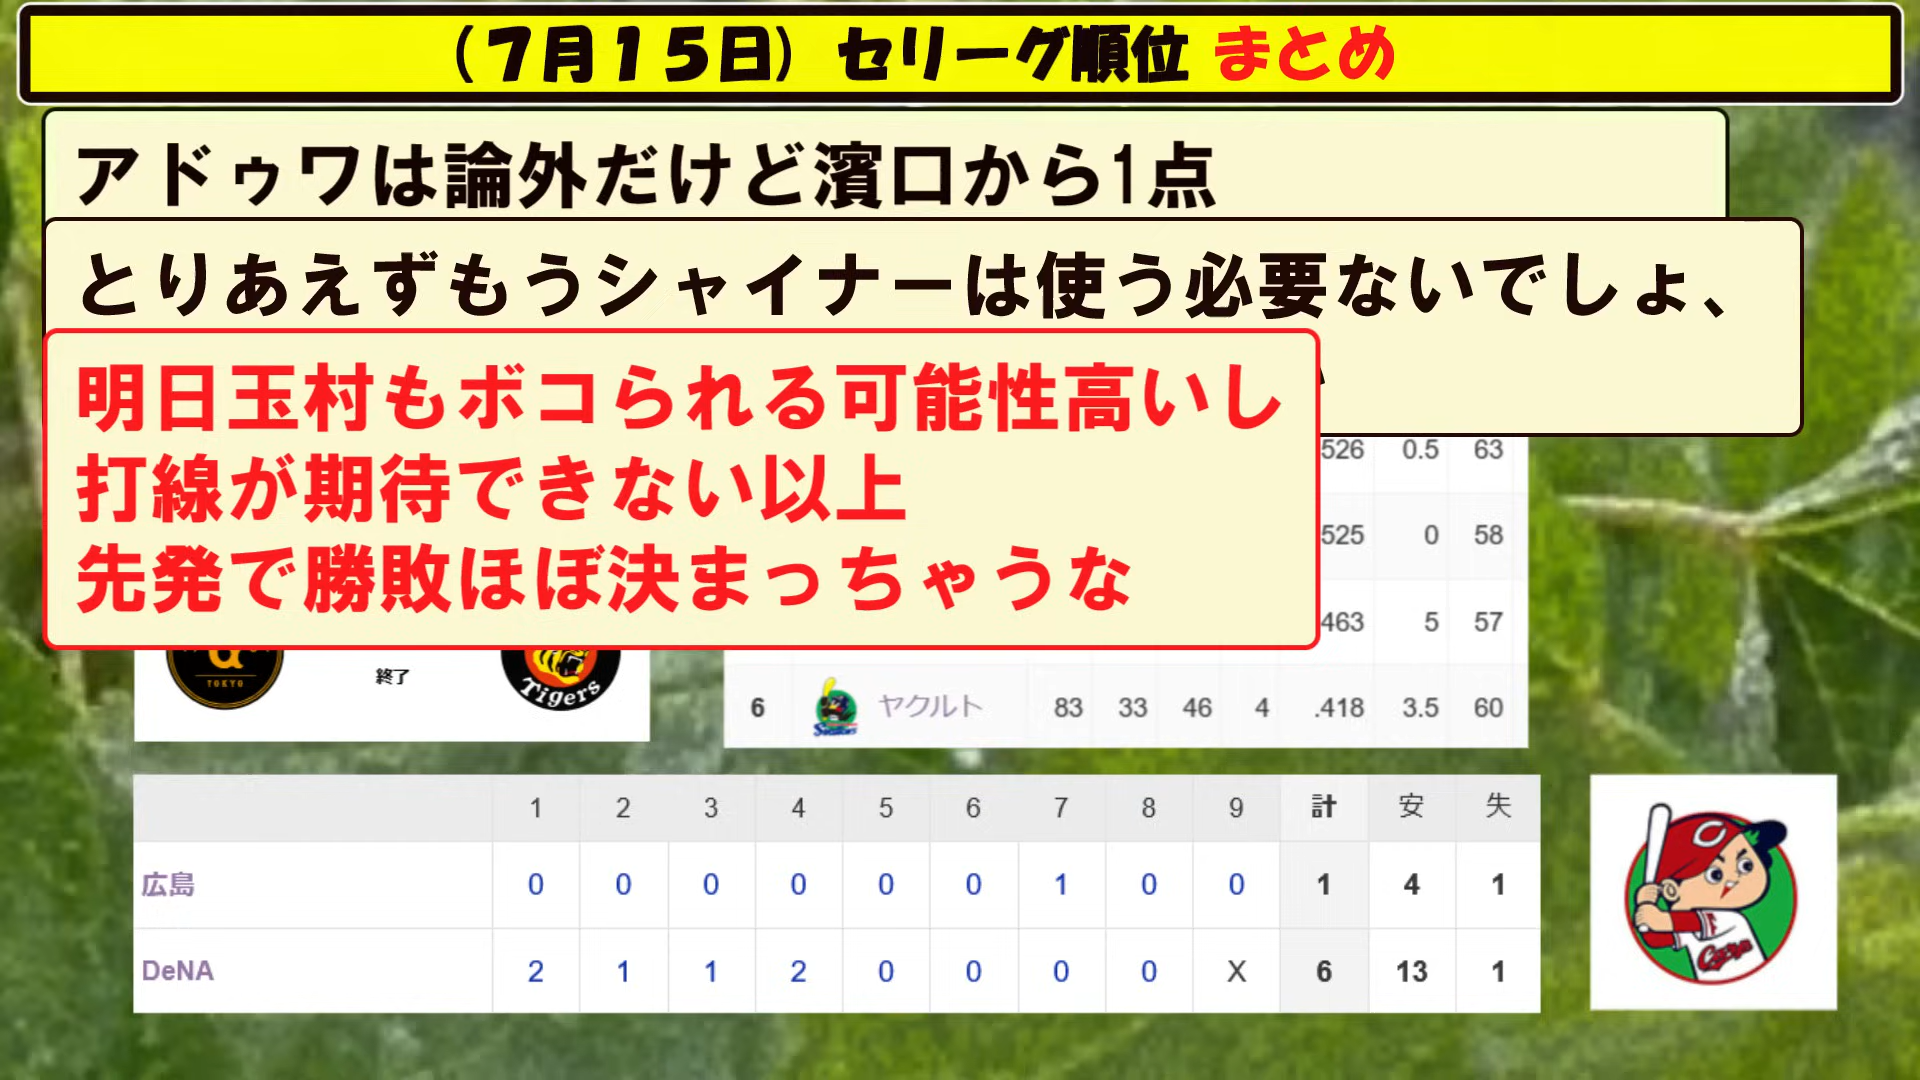 （７月１５日）セリーグ順位 まとめ
アドゥワは論外だけど濱口から1点
とりあえずもうシャイナーは使う必要ないでしょ、
明日玉村もボコられる可能性高いし
打線が期待できない以上
先発で勝敗ほぼ決まっちゃうな
526 0.5 63
525 0 58
463 5 57
TOKYO
終了
Tigers
6 ヤクルト 83 33 46 4 .418 3.5 60
1 2 3 4 5 6 7 8 9 計 安 失
広島 0 0 0 0 0 0 1 0 0 1 4 1
DeNA 2 1 1 2 0 0 0 0 X 6 13 1